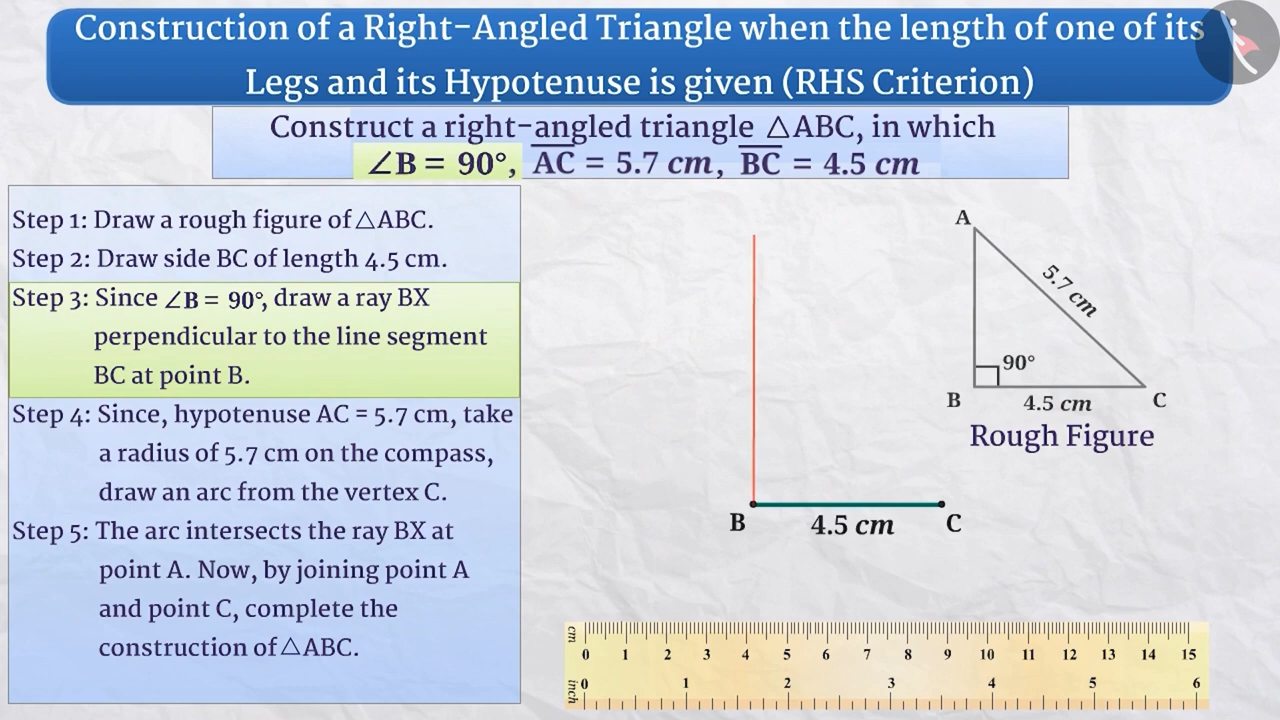 Construction of a Right-Angled Triangle when the length of one of its
Legs and its Hypotenuse is given (RHS Criterion)
Construct a right-angled triangle △ABC, in which
∠B = 90°, A̅C̅ = 5.7 cm, B̅C̅ = 4.5 cm
Step 1: Draw a rough figure of △ABC.
Step 2: Draw side BC of length 4.5 cm.
Step 3: Since ∠B = 90°, draw a ray BX
perpendicular to the line segment
BC at point B.
Step 4: Since, hypotenuse AC = 5.7 cm, take
a radius of 5.7 cm on the compass,
draw an arc from the vertex C.
Step 5: The arc intersects the ray BX at
point A. Now, by joining point A
and point C, complete the
construction of △ABC.
B 4.5 cm C
A
5.7 cm
90°
B 4.5 cm C
Rough Figure
cm
0 1 2 3 4 5 6 7 8 9 10 11 12 13 14 15
inch
0 1 2 3 4 5 6